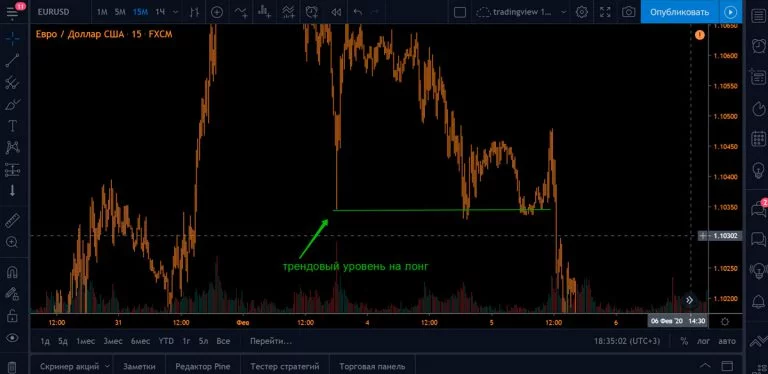 11
EURUSD
1М 5М 15М 1Ч
tradingview 1...
Опубликовать
Евро / Доллар США · 15 · FXCM
1.10650
1.10600
1.10550
1.10500
1.10450
1.10400
1.10350
1.10302
1.10250
1.10200
трендовый уровень на лонг
12:00 31 12:00 Фев 12:00 4 12:00 5 12:00 6 06 Фев '20 14:30
1д 5д 1мес 3мес 6мес YTD 1г 5л Все Перейти... 18:35:02 (UTC+3) % лог авто
Скринер акций Заметки Редактор Pine Тестер стратегий Торговая панель
2